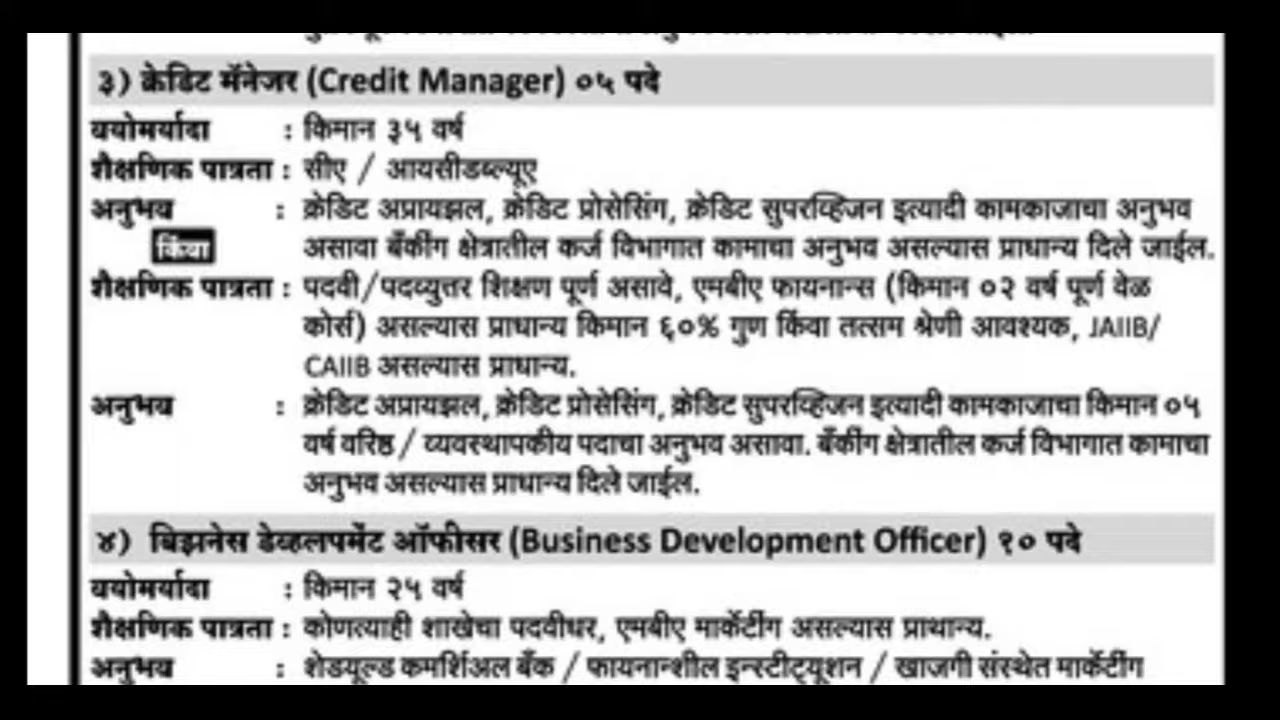 ३) क्रेडिट मॅनेजर (Credit Manager) ०५ पदे
वयोमर्यादा : किमान ३५ वर्ष
शैक्षणिक पात्रता : सीए / आयसीडब्ल्यूए
अनुभव : क्रेडिट अप्रायझल, क्रेडिट प्रोसेसिंग, क्रेडिट सुपरव्हिजन इत्यादी कामकाजाचा अनुभव
किंवा असावा बँकींग क्षेत्रातील कर्ज विभागात कामाचा अनुभव असल्यास प्राधान्य दिले जाईल.
शैक्षणिक पात्रता : पदवी/पदव्युत्तर शिक्षण पूर्ण असावे, एमबीए फायनान्स (किमान ०२ वर्ष पूर्ण वेळ
कोर्स) असल्यास प्राधान्य किमान ६०% गुण किंवा तत्सम श्रेणी आवश्यक, JAIIB/
CAIIB असल्यास प्राधान्य.
अनुभव : क्रेडिट अप्रायझल, क्रेडिट प्रोसेसिंग, क्रेडिट सुपरव्हिजन इत्यादी कामकाजाचा किमान ०५
वर्ष वरिष्ठ / व्यवस्थापकीय पदाचा अनुभव असावा. बँकींग क्षेत्रातील कर्ज विभागात कामाचा
अनुभव असल्यास प्राधान्य दिले जाईल.
४) बिझनेस डेव्हलपमेंट ऑफीसर (Business Development Officer) १० पदे
वयोमर्यादा : किमान २५ वर्ष
शैक्षणिक पात्रता : कोणत्याही शाखेचा पदवीधर, एमबीए मार्केटींग असल्यास प्राथान्य.
अनुभव : शेडयूल्ड कमर्शिअल बँक / फायनान्शील इन्स्टीट्यूशन / खाजगी संस्थेत मार्केटींग